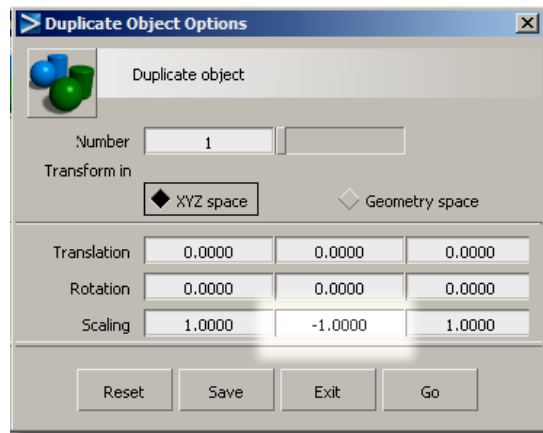 Duplicate Object Options
Duplicate object
Number 1
Transform in
XYZ space Geometry space
Translation 0.0000 0.0000 0.0000
Rotation 0.0000 0.0000 0.0000
Scaling 1.0000 -1.0000 1.0000
Reset Save Exit Go